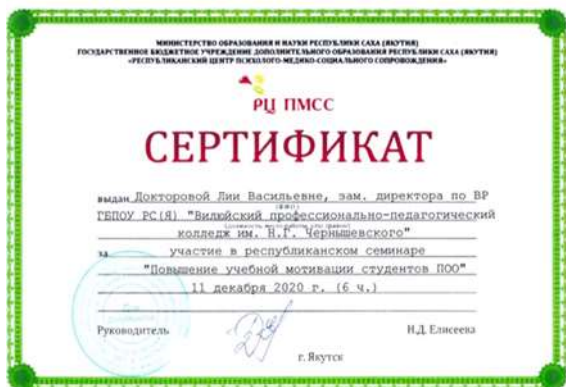 МИНИСТЕРСТВО ОБРАЗОВАНИЯ И НАУКИ РЕСПУБЛИКИ САХА (ЯКУТИЯ)
ГОСУДАРСТВЕННОЕ БЮДЖЕТНОЕ УЧРЕЖДЕНИЕ ДОПОЛНИТЕЛЬНОГО ОБРАЗОВАНИЯ РЕСПУБЛИКИ САХА (ЯКУТИЯ)
«РЕСПУБЛИКАНСКИЙ ЦЕНТР ПСИХОЛОГО-МЕДИКО-СОЦИАЛЬНОГО СОПРОВОЖДЕНИЯ»
РЦ ПМСС
СЕРТИФИКАТ
выдан Докторовой Лии Васильевне, зам. директора по ВР
(ФИО)
ГБПОУ РС(Я) "Вилюйский профессионально-педагогический
колледж им. Н.Г. Чернышевского"
за участие в республиканском семинаре
"Повышение учебной мотивации студентов ПОО"
11 декабря 2020 г. (6 ч.)
Руководитель Н.Д. Елисеева
г. Якутск